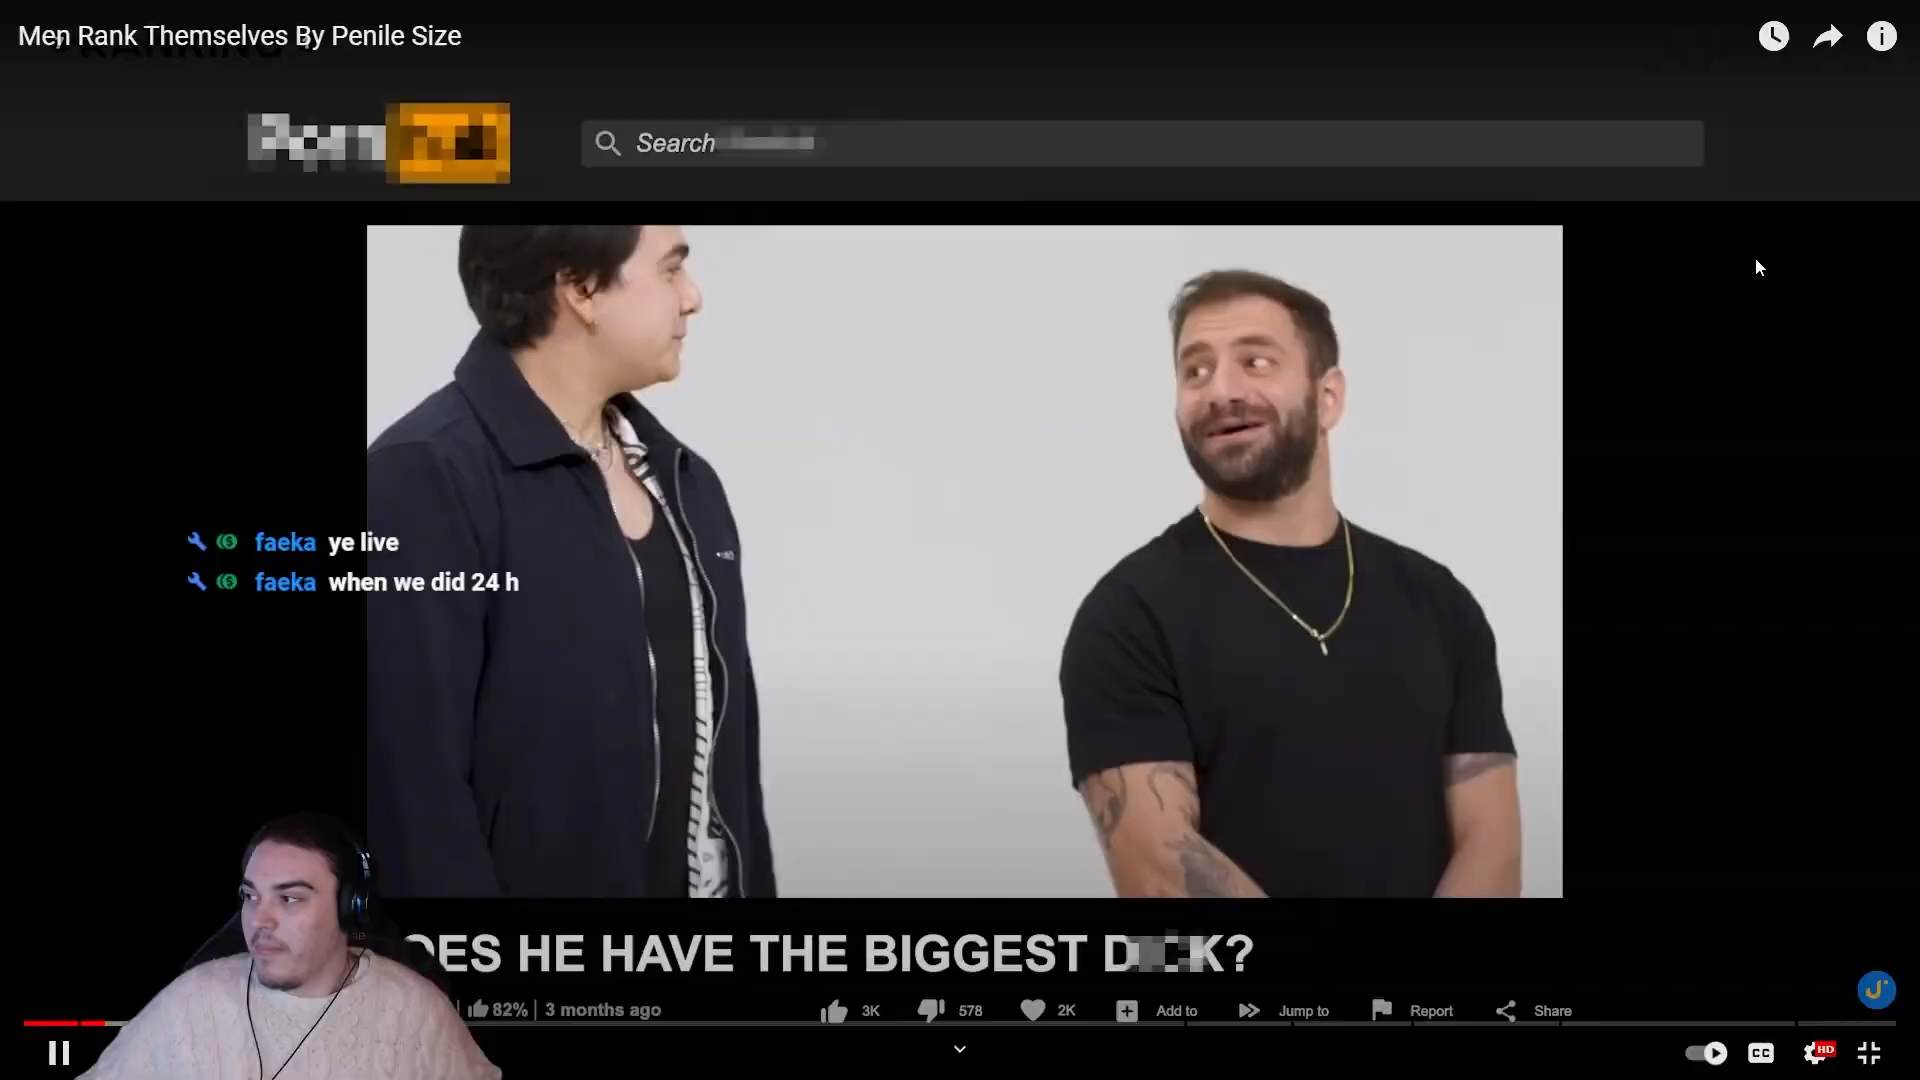 Men Rank Themselves By Penile Size
Search
faeka ye live
faeka when we did 24 h
OES HE HAVE THE BIGGEST D K?
82% | 3 months ago
3K
578
2K
Add to
Jump to
Report
Share
CC
HD